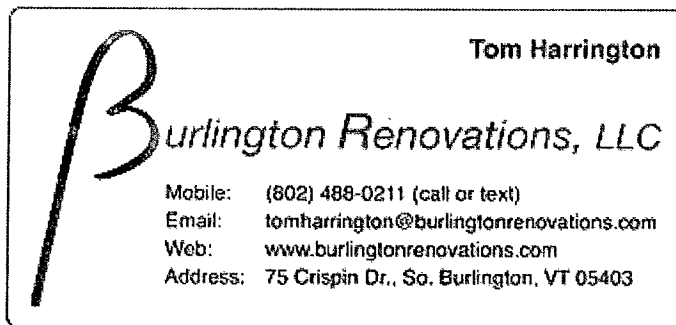 Tom Harrington
Burlington Renovations, LLC
Mobile: (802) 488-0211 (call or text)
Email: tomharrington@burlingtonrenovations.com
Web: www.burlingtonrenovations.com
Address: 75 Crispin Dr., So. Burlington, VT 05403